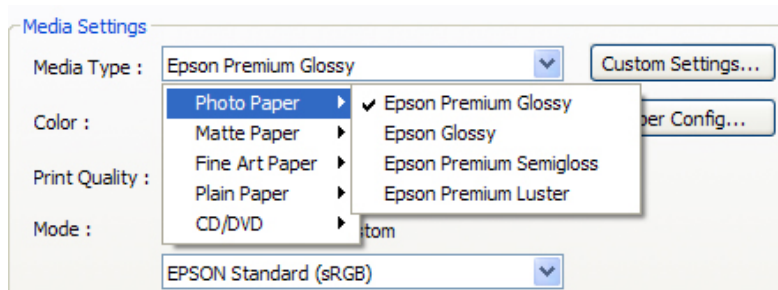 Media Settings
Media Type : Epson Premium Glossy Custom Settings...
Photo Paper Epson Premium Glossy
Color : Matte Paper Epson Glossy Config...
Fine Art Paper Epson Premium Semigloss
Print Quality : Plain Paper Epson Premium Luster
Mode : CD/DVD
EPSON Standard (sRGB)